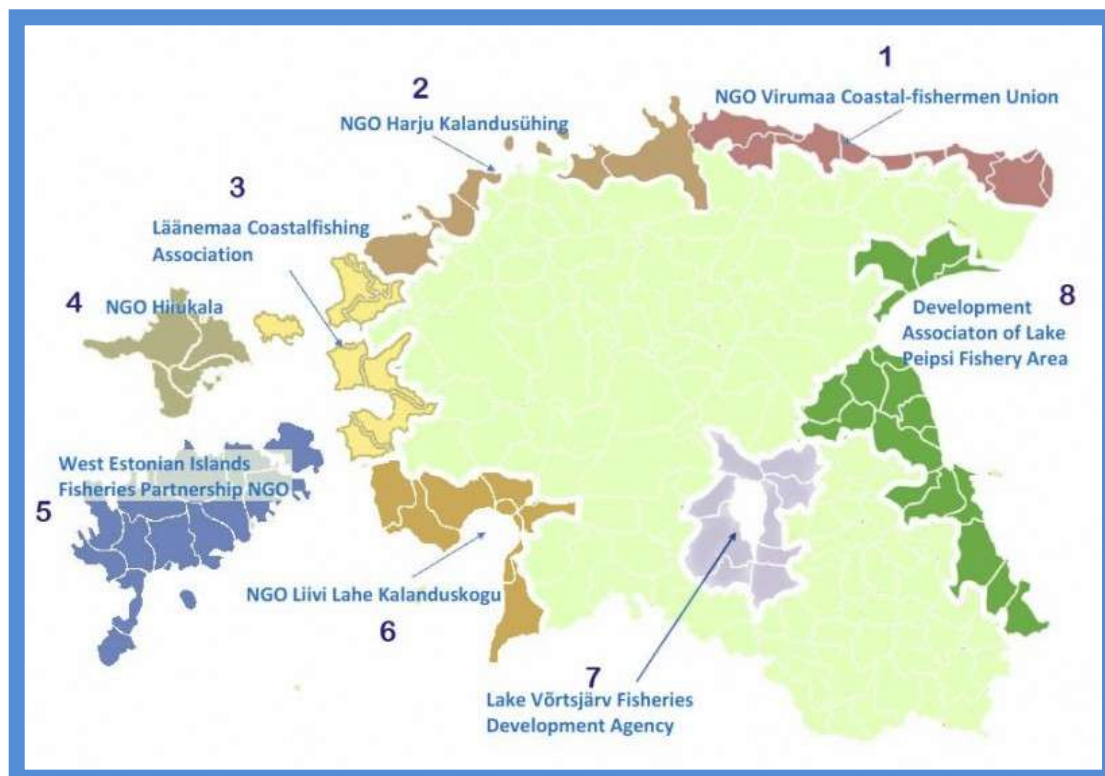 1
NGO Virumaa Coastal-fishermen Union
2
NGO Harju Kalandusühing
3
Läänemaa Coastalfishing
Association
4
NGO Hiiukala
8
Development
Associaton of Lake
Peipsi Fishery Area
West Estonian Islands
Fisheries Partnership NGO
5
NGO Liivi Lahe Kalanduskogu
6
7
Lake Võrtsjärv Fisheries
Development Agency